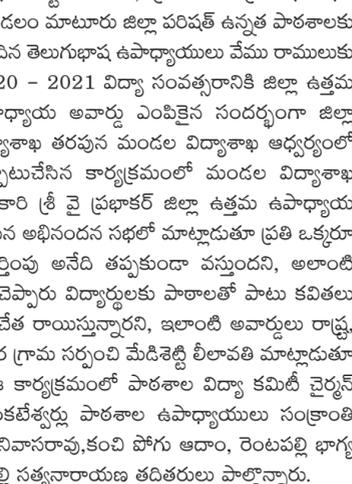 డలం మాటూరు జిల్లా పరిషత్ ఉన్నత పాఠశాలకు
దిన తెలుగుభాష ఉపాధ్యాయులు వేము రాములుకు
20 - 2021 విద్యా సంవత్సరానికి జిల్లా ఉత్తమ
ాధ్యాయ అవార్డు ఎంపికైన సందర్భంగా జిల్లా
్యాశాఖ తరపున మండల విద్యాశాఖ ఆధ్వర్యంలో
్పటుచేసిన కార్యక్రమంలో మండల విద్యాశాఖ
కారి శ్రీ వై ప్రభాకర్ జిల్లా ఉత్తమ ఉపాధ్యాయ
న అభినందన సభలో మాట్లాడుతూ ప్రతి ఒక్కరూ
ర్తింపు అనేది తప్పకుండా వస్తుందని, అలాంటి
చెప్పారు విద్యార్థులకు పాఠాలతో పాటు కవితలు
చేత రాయిస్తున్నారని, ఇలాంటి అవార్డులు రాష్ట్ర,
ర గ్రామ సర్పంచి మేడిశెట్టి లీలావతి మాట్లాడుతూ
ఈ కార్యక్రమంలో పాఠశాల విద్యా కమిటీ చైర్మన్
ంకటేశ్వర్లు పాఠశాల ఉపాధ్యాయులు సంక్రాంతి
నివాసరావు,కంచి పోగు ఆదాం, రెంటపల్లి భాగ్య
ల్లి సత్యనారాయణ తదితరులు పాల్గొన్నారు.